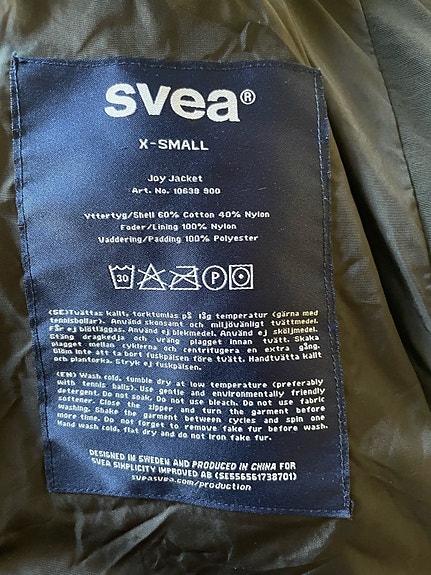 svea®
X-SMALL
Joy Jacket
Art. No. 10639 900
Yttertyg/Shell 60% Cotton 40% Nylon
Foder/Lining 100% Nylon
Vaddering/Padding 100% Polyester
30 P
(SE)Tvättas kallt, torktumlas på låg temperatur (gärna med
tennisbollar). Använd skonsamt och miljövänligt tvättmedel.
Får ej blötläggas. Använd ej blekmedel. Använd ej sköljmedel.
Stäng dragkedja och vräng plagget innan tvätt. Skaka
plagget mellan cyklerna och centrifugera en extra gång.
Glöm inte att ta bort fuskpälsen före tvätt. Handtvätta kallt
och plantorka. Stryk ej fuskpälsen.
(EN) Wash cold, tumble dry at low temperature (preferably
with tennis balls). Use gentle and environmentally friendly
detergent. Do not soak. Do not use bleach. Do not use fabric
softener. Close the zipper and turn the garment before
washing. Shake the garment between cycles and spin one
more time. Do not forget to remove fake fur before wash.
Hand wash cold, flat dry and do not iron fake fur.
DESIGNED IN SWEDEN AND PRODUCED IN CHINA FOR
SVEA SIMPLICITY IMPROVED AB (SE556561738701)
sveasvea.com/production